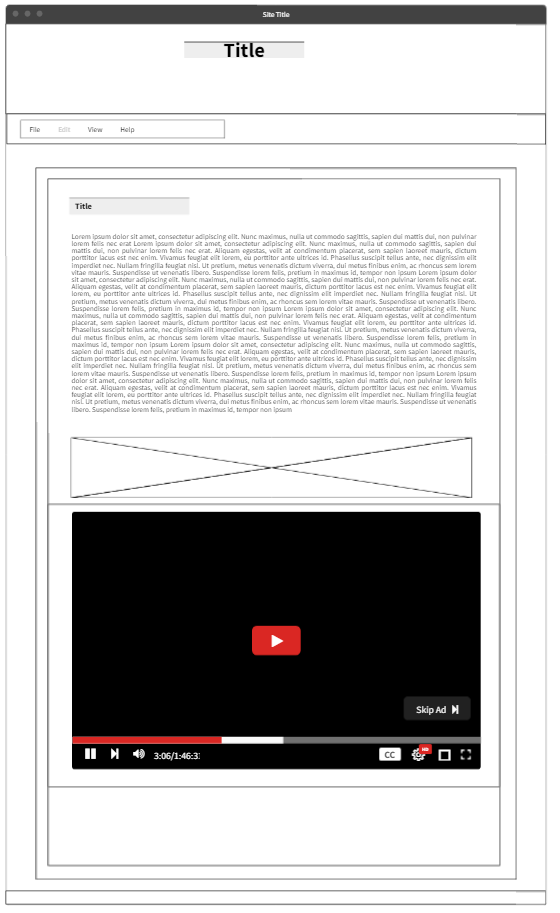 Site Title
Title
File Edit View Help
Title
Lorem ipsum dolor sit amet, consectetur adipiscing elit. Nunc maximus, nulla ut commodo sagittis, sapien dui mattis dui, non pulvinar
lorem felis nec erat Lorem ipsum dolor sit amet, consectetur adipiscing elit. Nunc maximus, nulla ut commodo sagittis, sapien dui
mattis dui, non pulvinar lorem felis nec erat. Aliquam egestas, velit at condimentum placerat, sem sapien laoreet mauris, dictum
porttitor lacus est nec enim. Vivamus feugiat elit lorem, eu porttitor ante ultrices id. Phasellus suscipit tellus ante, nec dignissim elit
imperdiet nec. Nullam fringilla feugiat nisl. Ut pretium, metus venenatis dictum viverra, dui metus finibus enim, ac rhoncus sem lorem
vitae mauris. Suspendisse ut venenatis libero. Suspendisse lorem felis, pretium in maximus id, tempor non ipsum Lorem ipsum dolor
sit amet, consectetur adipiscing elit. Nunc maximus, nulla ut commodo sagittis, sapien dui mattis dui, non pulvinar lorem felis nec erat.
Aliquam egestas, velit at condimentum placerat, sem sapien laoreet mauris, dictum porttitor lacus est nec enim. Vivamus feugiat elit
lorem, eu porttitor ante ultrices id. Phasellus suscipit tellus ante, nec dignissim elit imperdiet nec. Nullam fringilla feugiat nisl. Ut
pretium, metus venenatis dictum viverra, dui metus finibus enim, ac rhoncus sem lorem vitae mauris. Suspendisse ut venenatis libero.
Suspendisse lorem felis, pretium in maximus id, tempor non ipsum Lorem ipsum dolor sit amet, consectetur adipiscing elit. Nunc
maximus, nulla ut commodo sagittis, sapien dui mattis dui, non pulvinar lorem felis nec erat. Aliquam egestas, velit at condimentum
placerat, sem sapien laoreet mauris, dictum porttitor lacus est nec enim. Vivamus feugiat elit lorem, eu porttitor ante ultrices id.
Phasellus suscipit tellus ante, nec dignissim elit imperdiet nec. Nullam fringilla feugiat nisl. Ut pretium, metus venenatis dictum viverra,
dui metus finibus enim, ac rhoncus sem lorem vitae mauris. Suspendisse ut venenatis libero. Suspendisse lorem felis, pretium in
maximus id, tempor non ipsum Lorem ipsum dolor sit amet, consectetur adipiscing elit. Nunc maximus, nulla ut commodo sagittis,
sapien dui mattis dui, non pulvinar lorem felis nec erat. Aliquam egestas, velit at condimentum placerat, sem sapien laoreet mauris,
dictum porttitor lacus est nec enim. Vivamus feugiat elit lorem, eu porttitor ante ultrices id. Phasellus suscipit tellus ante, nec dignissim
elit imperdiet nec. Nullam fringilla feugiat nisl. Ut pretium, metus venenatis dictum viverra, dui metus finibus enim, ac rhoncus sem
lorem vitae mauris. Suspendisse ut venenatis libero. Suspendisse lorem felis, pretium in maximus id, tempor non ipsum Lorem ipsum
dolor sit amet, consectetur adipiscing elit. Nunc maximus, nulla ut commodo sagittis, sapien dui mattis dui, non pulvinar lorem felis
nec erat. Aliquam egestas, velit at condimentum placerat, sem sapien laoreet mauris, dictum porttitor lacus est nec enim. Vivamus
feugiat elit lorem, eu porttitor ante ultrices id. Phasellus suscipit tellus ante, nec dignissim elit imperdiet nec. Nullam fringilla feugiat
nisl. Ut pretium, metus venenatis dictum viverra, dui metus finibus enim, ac rhoncus sem lorem vitae mauris. Suspendisse ut venenatis
libero. Suspendisse lorem felis, pretium in maximus id, tempor non ipsum
Skip Ad
3:06/1:46:3
CC HD